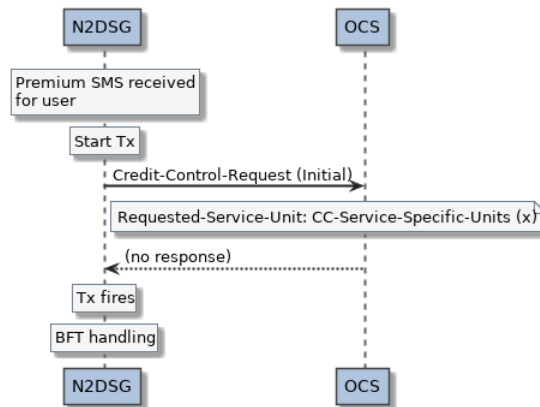 N2DSG
OCS
Premium SMS received
for user
Start Tx
Credit-Control-Request (Initial)
Requested-Service-Unit: CC-Service-Specific-Units (x)
(no response)
Tx fires
BFT handling
N2DSG
OCS